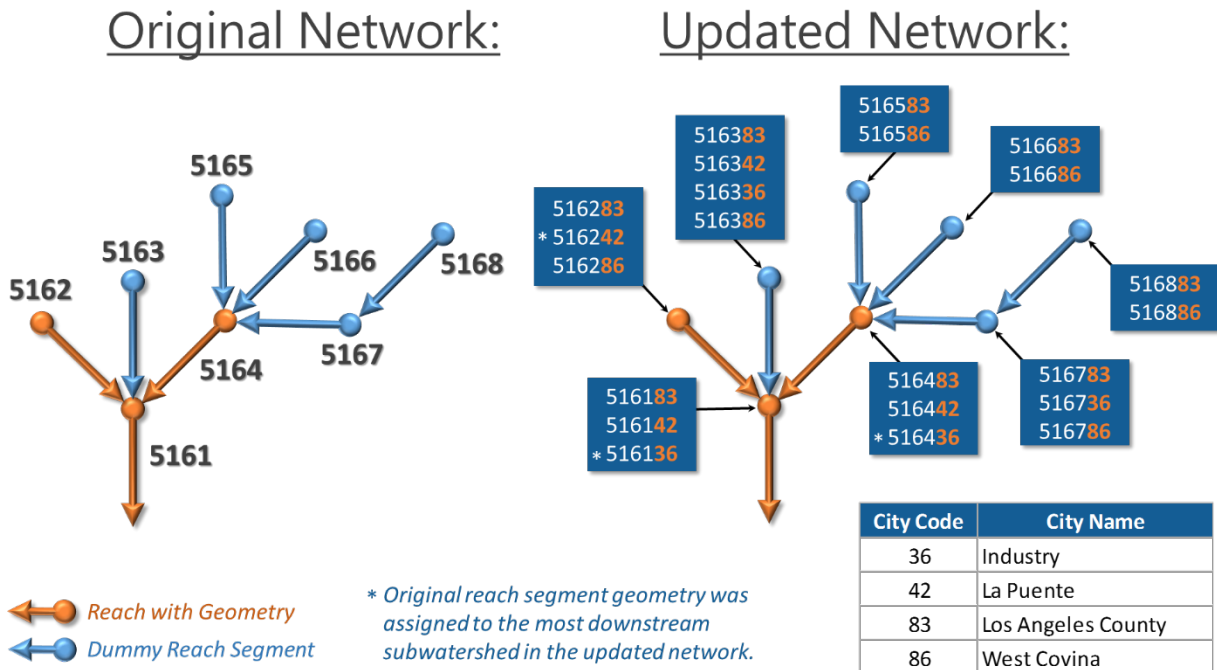 Original Network:
Updated Network:
5165
5163
5166
5168
5162
5164
5167
5161
516583
516586
516383
516342
516336
516386
516683
516686
516283
* 516242
516286
516883
516886
516183
516142
* 516136
516483
516442
* 516436
516783
516736
516786
City Code City Name
36 Industry
42 La Puente
83 Los Angeles County
86 West Covina
Reach with Geometry
Dummy Reach Segment
* Original reach segment geometry was
assigned to the most downstream
subwatershed in the updated network.